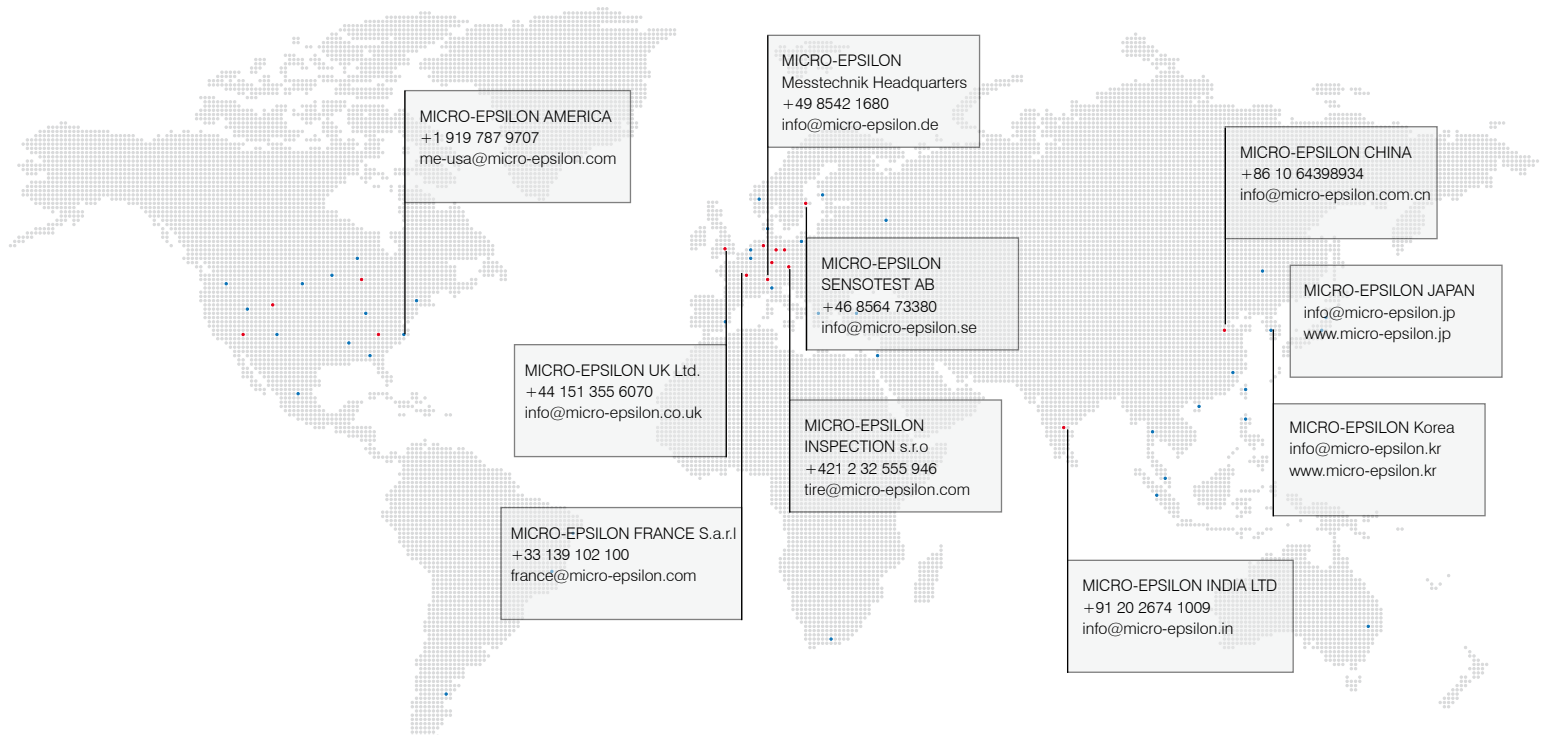 MICRO-EPSILON AMERICA
+1 919 787 9707
me-usa@micro-epsilon.com
MICRO-EPSILON
Messtechnik Headquarters
+49 8542 1680
info@micro-epsilon.de
MICRO-EPSILON CHINA
+86 10 64398934
info@micro-epsilon.com.cn
MICRO-EPSILON
SENSOTEST AB
+46 8564 73380
info@micro-epsilon.se
MICRO-EPSILON JAPAN
info@micro-epsilon.jp
www.micro-epsilon.jp
MICRO-EPSILON UK Ltd.
+44 151 355 6070
info@micro-epsilon.co.uk
MICRO-EPSILON
INSPECTION s.r.o
+421 2 32 555 946
tire@micro-epsilon.com
MICRO-EPSILON Korea
info@micro-epsilon.kr
www.micro-epsilon.kr
MICRO-EPSILON FRANCE S.a.r.l
+33 139 102 100
france@micro-epsilon.com
MICRO-EPSILON INDIA LTD
+91 20 2674 1009
info@micro-epsilon.in